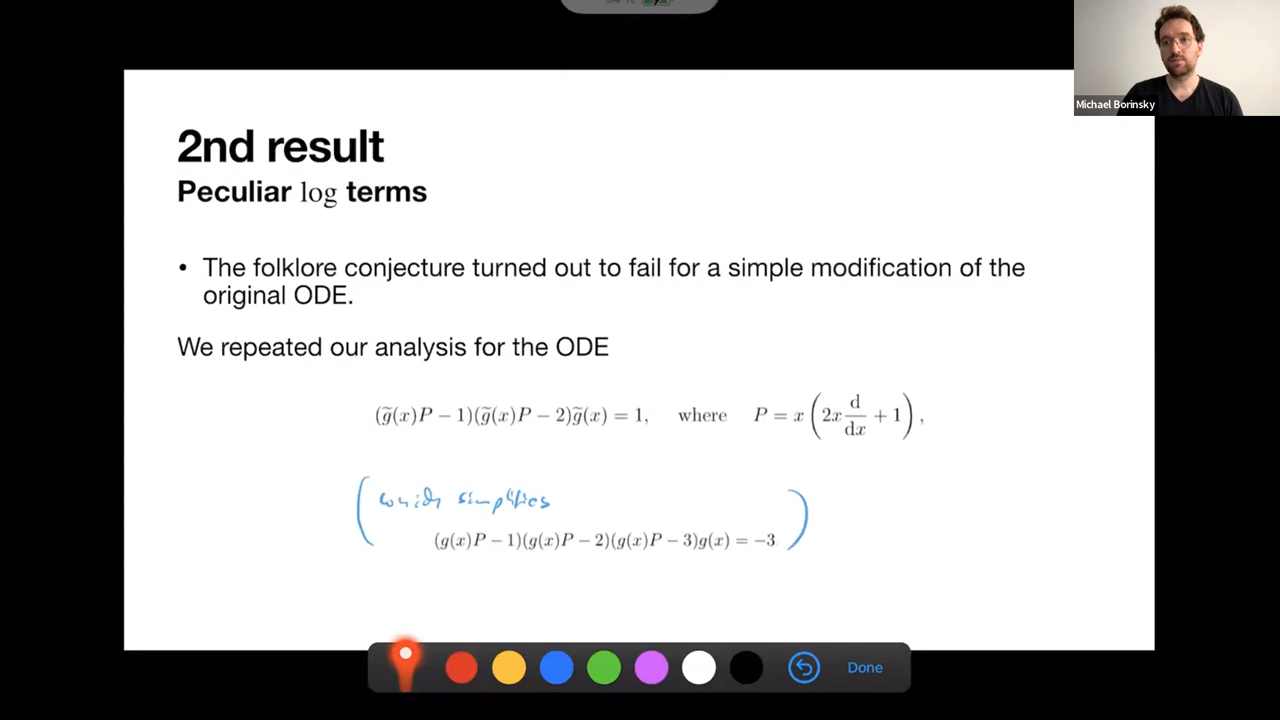 Michael Borinsky
2nd result
Peculiar log terms
• The folklore conjecture turned out to fail for a simple modification of the
original ODE.
We repeated our analysis for the ODE
(g̃(x)P − 1)(g̃(x)P − 2)g̃(x) = 1, where P = x(2x d/dx + 1),
which simplifies
(g(x)P − 1)(g(x)P − 2)(g(x)P − 3)g(x) = −3
Done